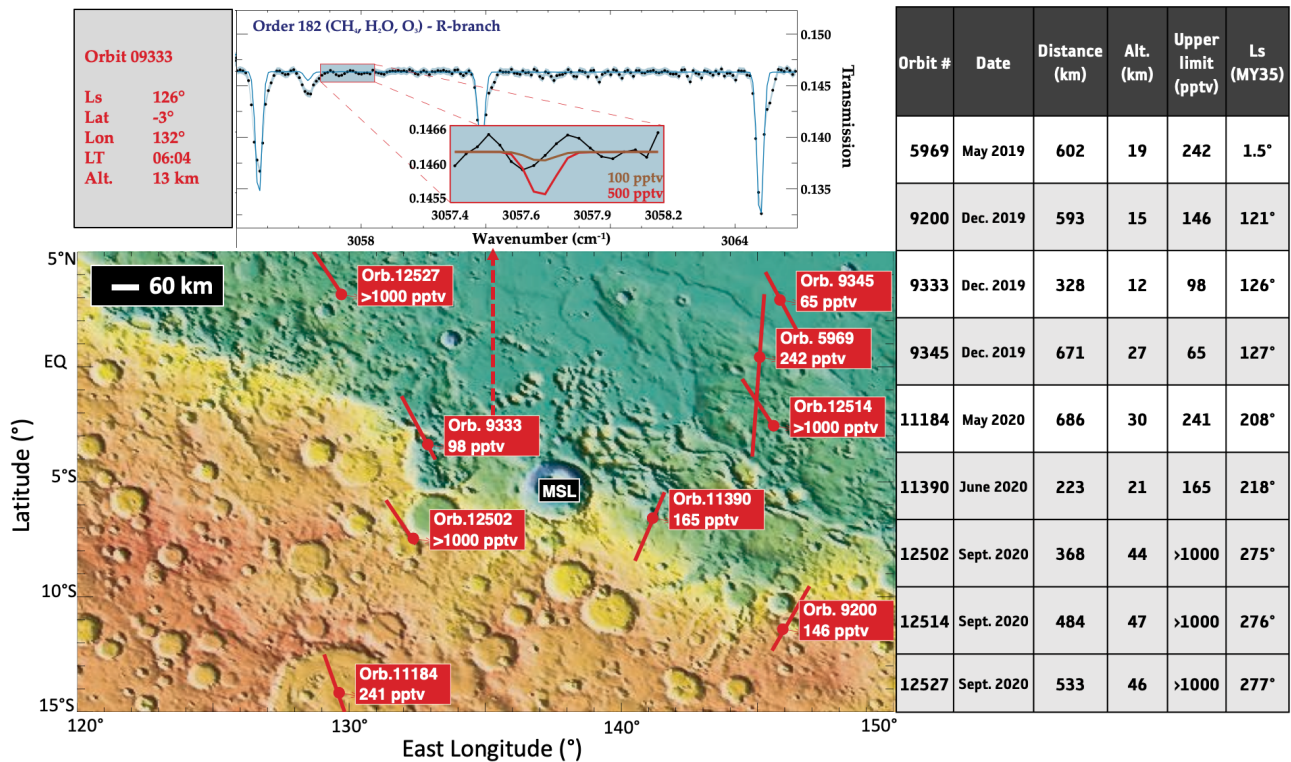 Orbit 09333
Ls 126°
Lat -3°
Lon 132°
LT 06:04
Alt. 13 km
Order 182 (CH₄, H₂O, O₃) - R-branch
0.150
0.145
0.140
0.135
Transmission
0.1466
0.1460
0.1455
100 pptv
500 pptv
3057.4 3057.6 3057.9 3058.2
3058 Wavenumber (cm⁻¹) 3064
5°N
EQ
5°S
10°S
15°S
Latitude (°)
60 km
Orb.12527
>1000 pptv
Orb. 9345
65 pptv
Orb. 5969
242 pptv
Orb.12514
>1000 pptv
Orb. 9333
98 pptv
MSL
Orb.11390
165 pptv
Orb.12502
>1000 pptv
Orb. 9200
146 pptv
Orb.11184
241 pptv
120° 130° 140° 150°
East Longitude (°)
Orbit # Date Distance (km) Alt. (km) Upper limit (pptv) Ls (MY35)
5969 May 2019 602 19 242 1.5°
9200 Dec. 2019 593 15 146 121°
9333 Dec. 2019 328 12 98 126°
9345 Dec. 2019 671 27 65 127°
11184 May 2020 686 30 241 208°
11390 June 2020 223 21 165 218°
12502 Sept. 2020 368 44 >1000 275°
12514 Sept. 2020 484 47 >1000 276°
12527 Sept. 2020 533 46 >1000 277°